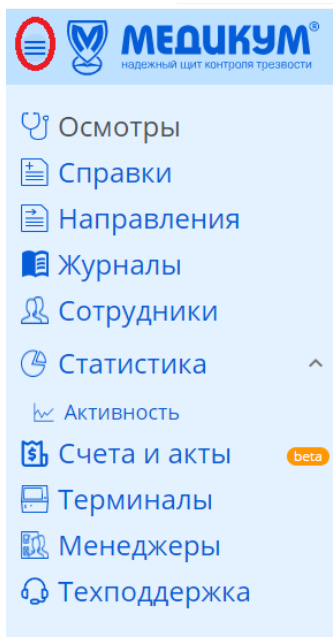 МЕДИКУМ®
надежный щит контроля трезвости
Осмотры
Справки
Направления
Журналы
Сотрудники
Статистика
Активность
Счета и акты beta
Терминалы
Менеджеры
Техподдержка